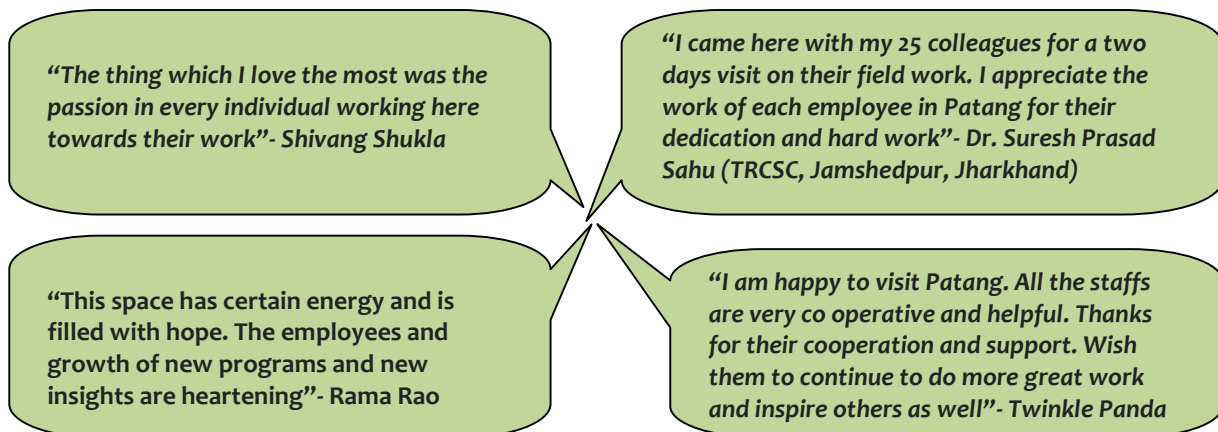 “The thing which I love the most was the
passion in every individual working here
towards their work”- Shivang Shukla
“I came here with my 25 colleagues for a two
days visit on their field work. I appreciate the
work of each employee in Patang for their
dedication and hard work”- Dr. Suresh Prasad
Sahu (TRCSC, Jamshedpur, Jharkhand)
“This space has certain energy and is
filled with hope. The employees and
growth of new programs and new
insights are heartening”- Rama Rao
“I am happy to visit Patang. All the staffs
are very co operative and helpful. Thanks
for their cooperation and support. Wish
them to continue to do more great work
and inspire others as well”- Twinkle Panda